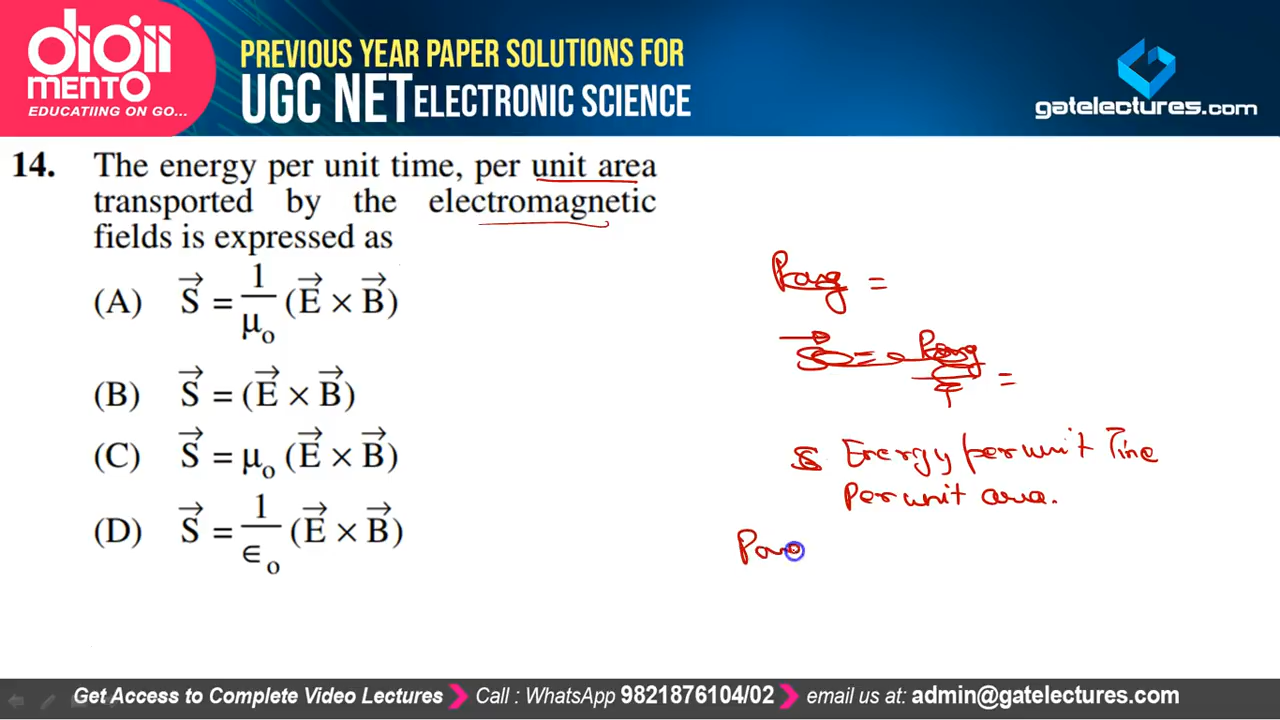 digii
MENTO
EDUCATIING ON GO...
PREVIOUS YEAR PAPER SOLUTIONS FOR
UGC NET ELECTRONIC SCIENCE
gatelectures.com
14. The energy per unit time, per unit area
transported by the electromagnetic
fields is expressed as
(A) S⃗ = 1/μ₀ (E⃗ × B⃗)
(B) S⃗ = (E⃗ × B⃗)
(C) S⃗ = μ₀ (E⃗ × B⃗)
(D) S⃗ = 1/ϵ₀ (E⃗ × B⃗)
Pavg =
=
Energy per unit Time
Per unit area.
Get Access to Complete Video Lectures Call : WhatsApp 9821876104/02 email us at: admin@gatelectures.com